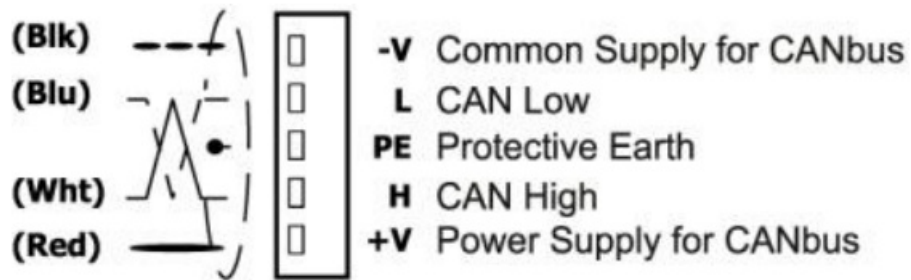 (Blk) -V Common Supply for CANbus
(Blu) L CAN Low
PE Protective Earth
(Wht) H CAN High
(Red) +V Power Supply for CANbus